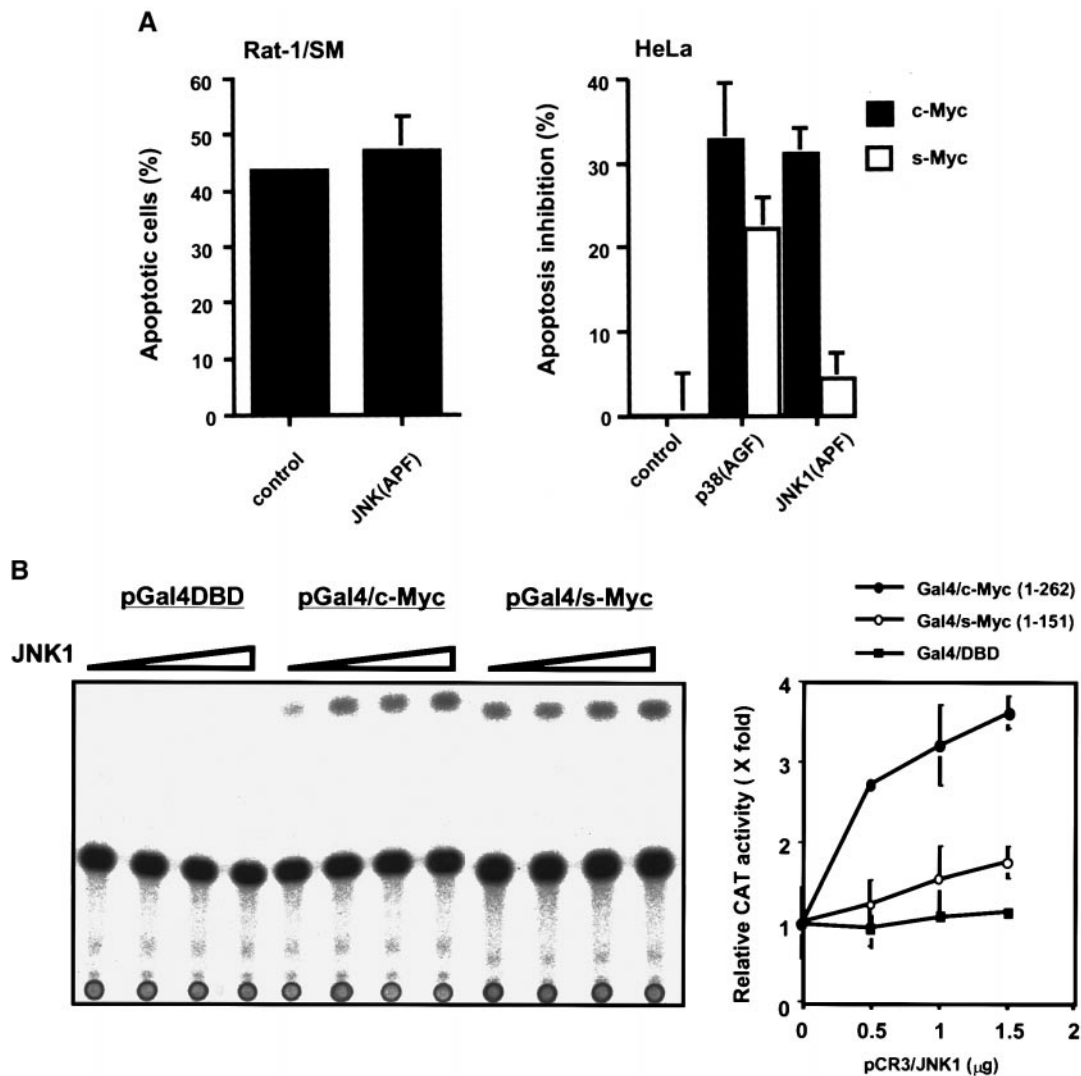 A
Rat-1/SM
Apoptotic cells (%)
60
50
40
30
20
10
0
control
JNK(APF)
HeLa
Apoptosis inhibition (%)
40
30
20
10
0
control
p38(AGF)
JNK1(APF)
c-Myc
s-Myc
B
pGal4DBD
pGal4/c-Myc
pGal4/s-Myc
JNK1
Gal4/c-Myc (1-262)
Gal4/s-Myc (1-151)
Gal4/DBD
Relative CAT activity ( X fold)
4
3
2
1
0
0
0.5
1
1.5
2
pCR3/JNK1 (μg)